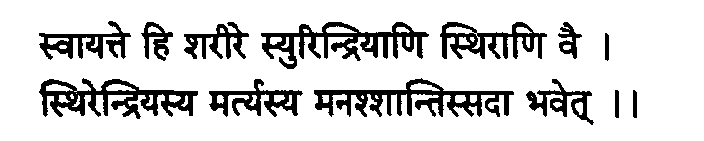 स्वायत्ते हि शरीरे स्युरिन्द्रियाणि स्थिराणि वै ।
स्थिरेन्द्रियस्य मर्त्यस्य मनश्शान्तिस्सदा भवेत् ।।